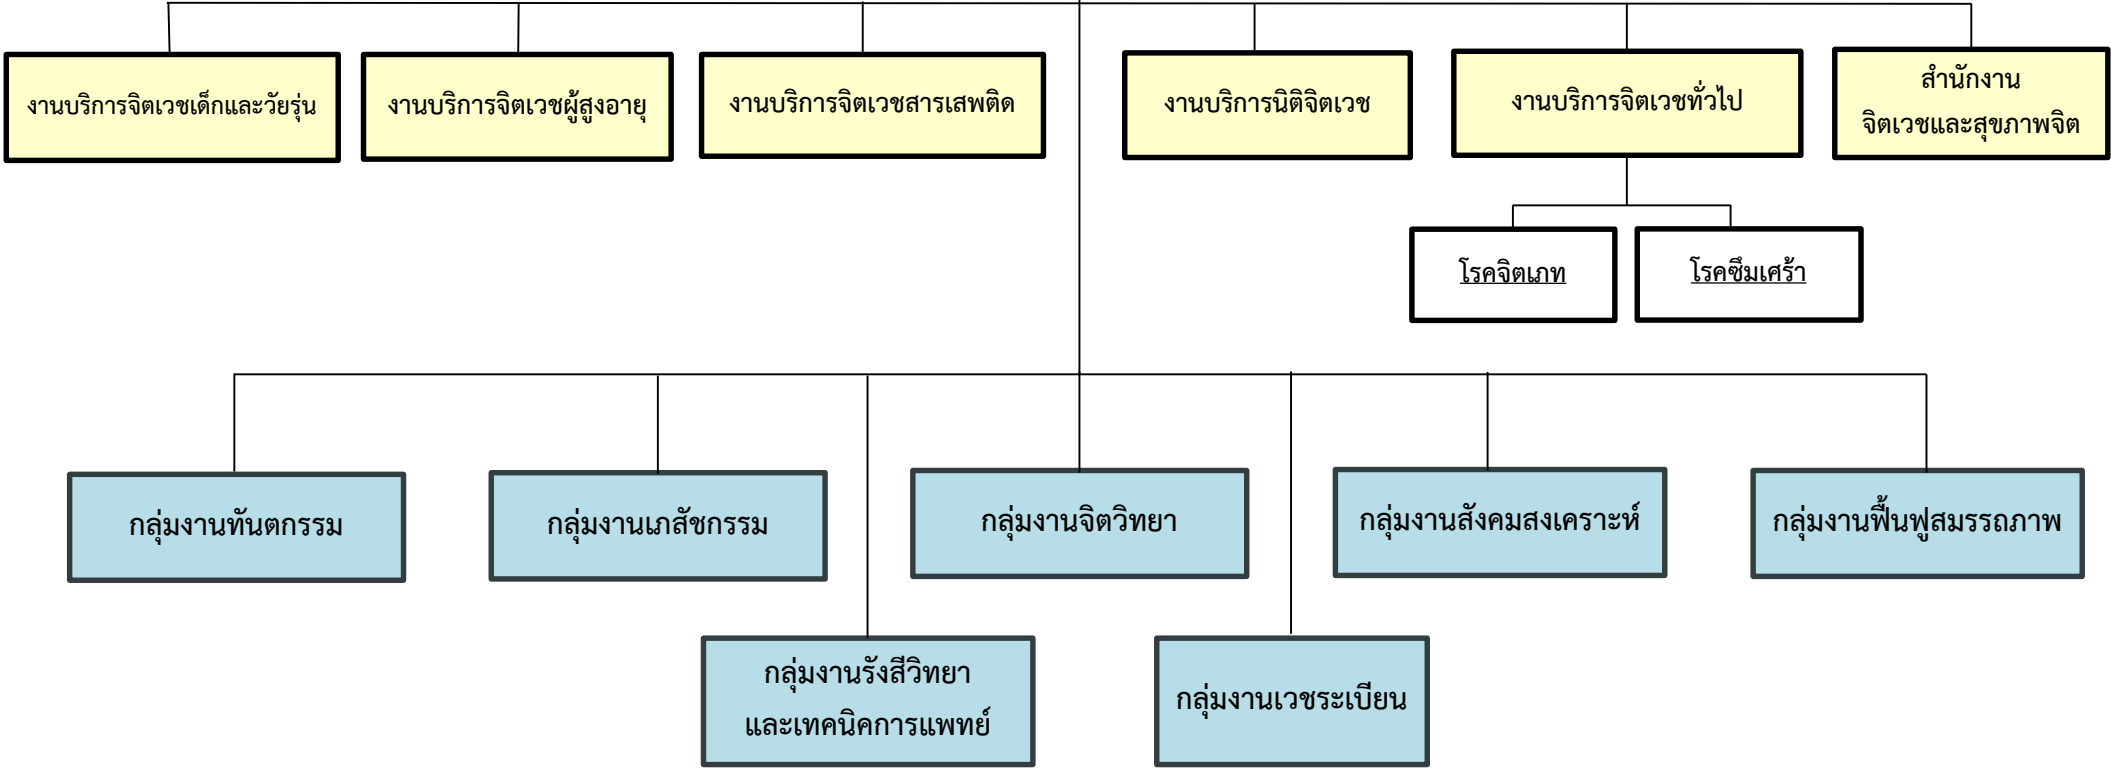 งานบริการจิตเวชเด็กและวัยรุ่น
งานบริการจิตเวชผู้สูงอายุ
งานบริการจิตเวชสารเสพติด
งานบริการนิติจิตเวช
งานบริการจิตเวชทั่วไป
สำนักงาน
จิตเวชและสุขภาพจิต
โรคจิตเภท
โรคซึมเศร้า
กลุ่มงานทันตกรรม
กลุ่มงานเภสัชกรรม
กลุ่มงานจิตวิทยา
กลุ่มงานสังคมสงเคราะห์
กลุ่มงานฟื้นฟูสมรรถภาพ
กลุ่มงานรังสีวิทยา
และเทคนิคการแพทย์
กลุ่มงานเวชระเบียน